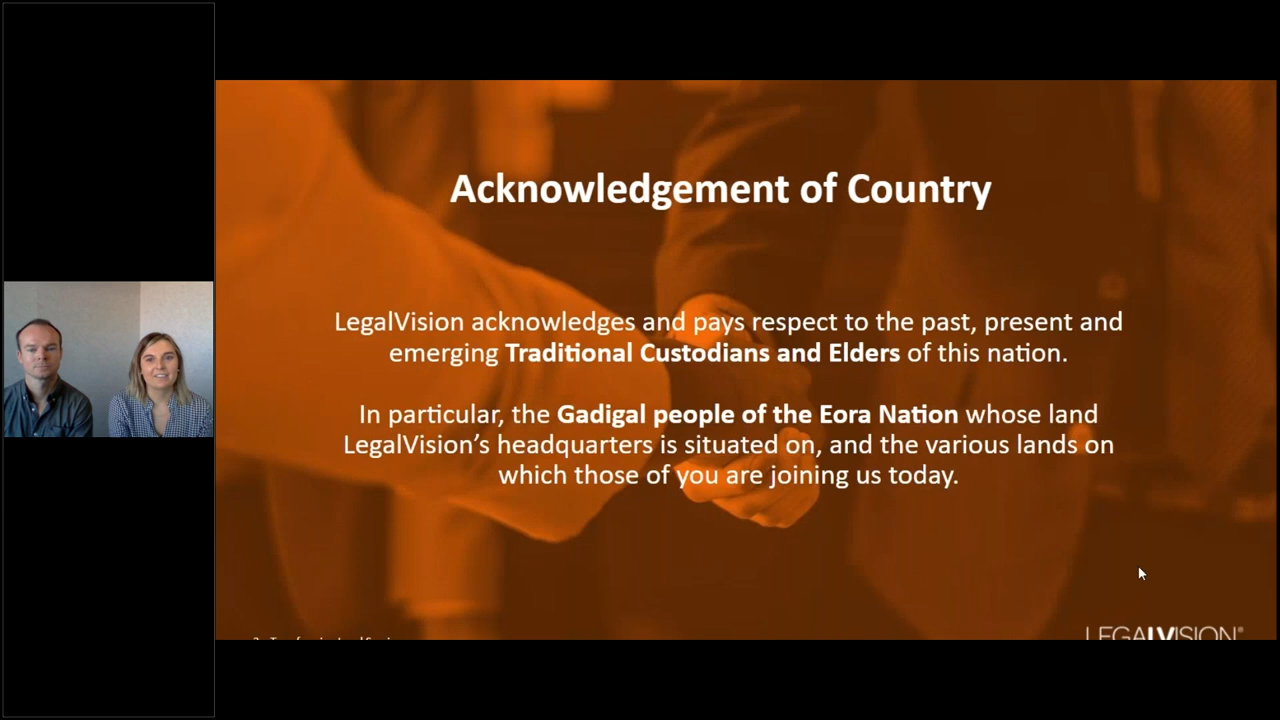 Acknowledgement of Country
LegalVision acknowledges and pays respect to the past, present and
emerging Traditional Custodians and Elders of this nation.
In particular, the Gadigal people of the Eora Nation whose land
LegalVision’s headquarters is situated on, and the various lands on
which those of you are joining us today.
LEGALVISION®